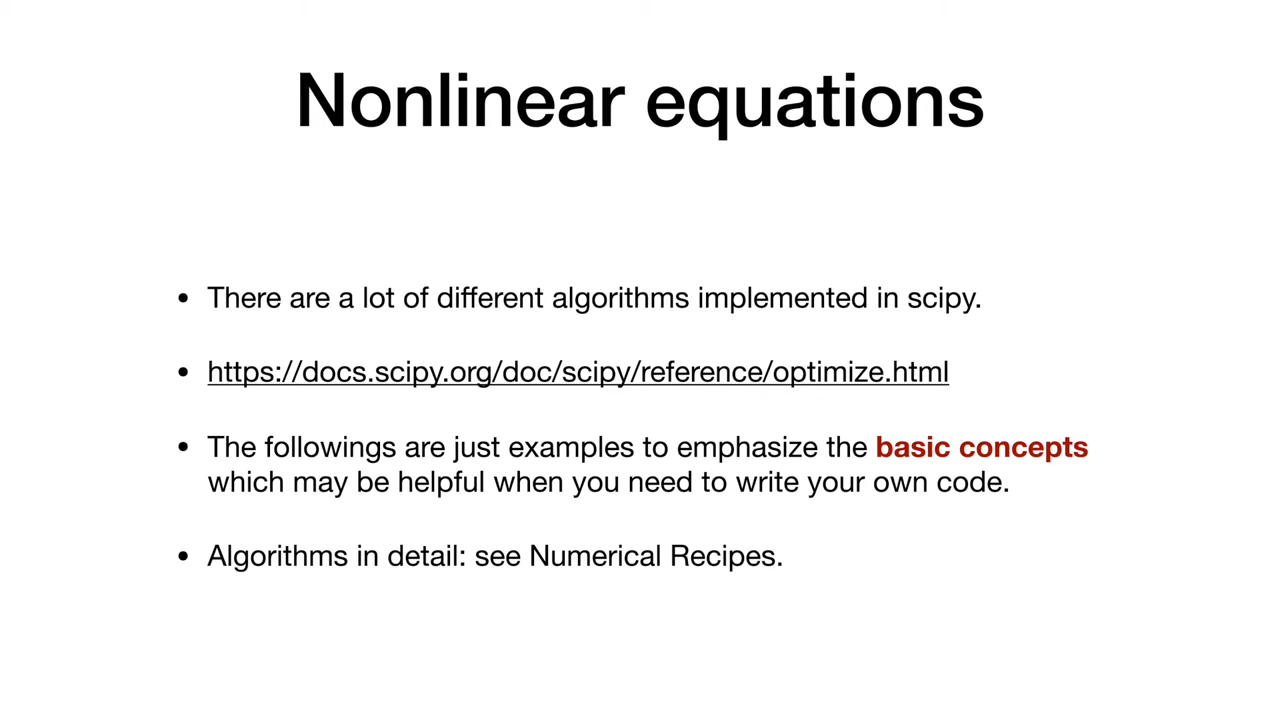 Nonlinear equations
• There are a lot of different algorithms implemented in scipy.
• https://docs.scipy.org/doc/scipy/reference/optimize.html
• The followings are just examples to emphasize the basic concepts
which may be helpful when you need to write your own code.
• Algorithms in detail: see Numerical Recipes.